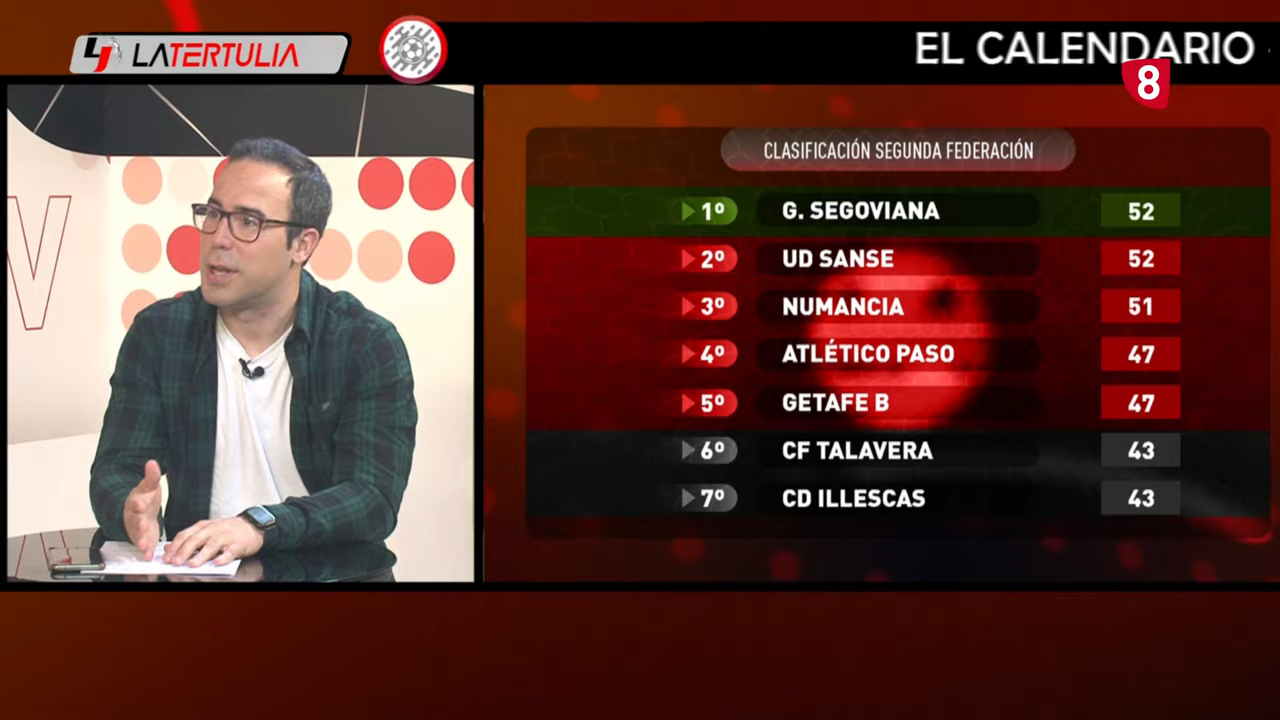 LATERTULIA
EL CALENDARIO
8
CLASIFICACIÓN SEGUNDA FEDERACIÓN
1º G. SEGOVIANA 52
2º UD SANSE 52
3º NUMANCIA 51
4º ATLÉTICO PASO 47
5º GETAFE B 47
6º CF TALAVERA 43
7º CD ILLESCAS 43
V